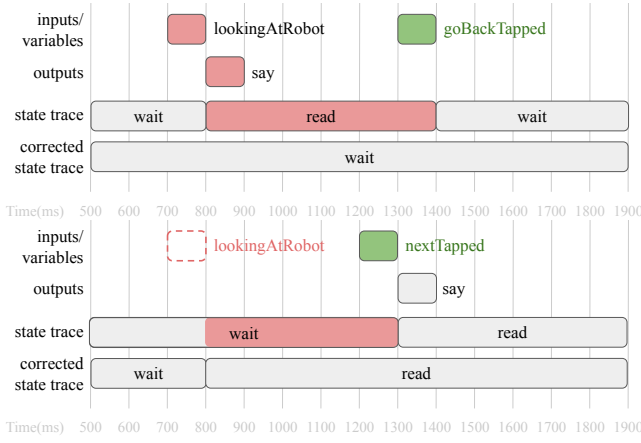 inputs/
variables
lookingAtRobot
goBackTapped
outputs
say
state trace
wait
read
wait
corrected
state trace
wait
Time(ms)
500 600 700 800 900 1000 1100 1200 1300 1400 1500 1600 1700 1800 1900
inputs/
variables
lookingAtRobot
nextTapped
outputs
say
state trace
wait
read
corrected
state trace
wait
read
Time(ms)
500 600 700 800 900 1000 1100 1200 1300 1400 1500 1600 1700 1800 1900